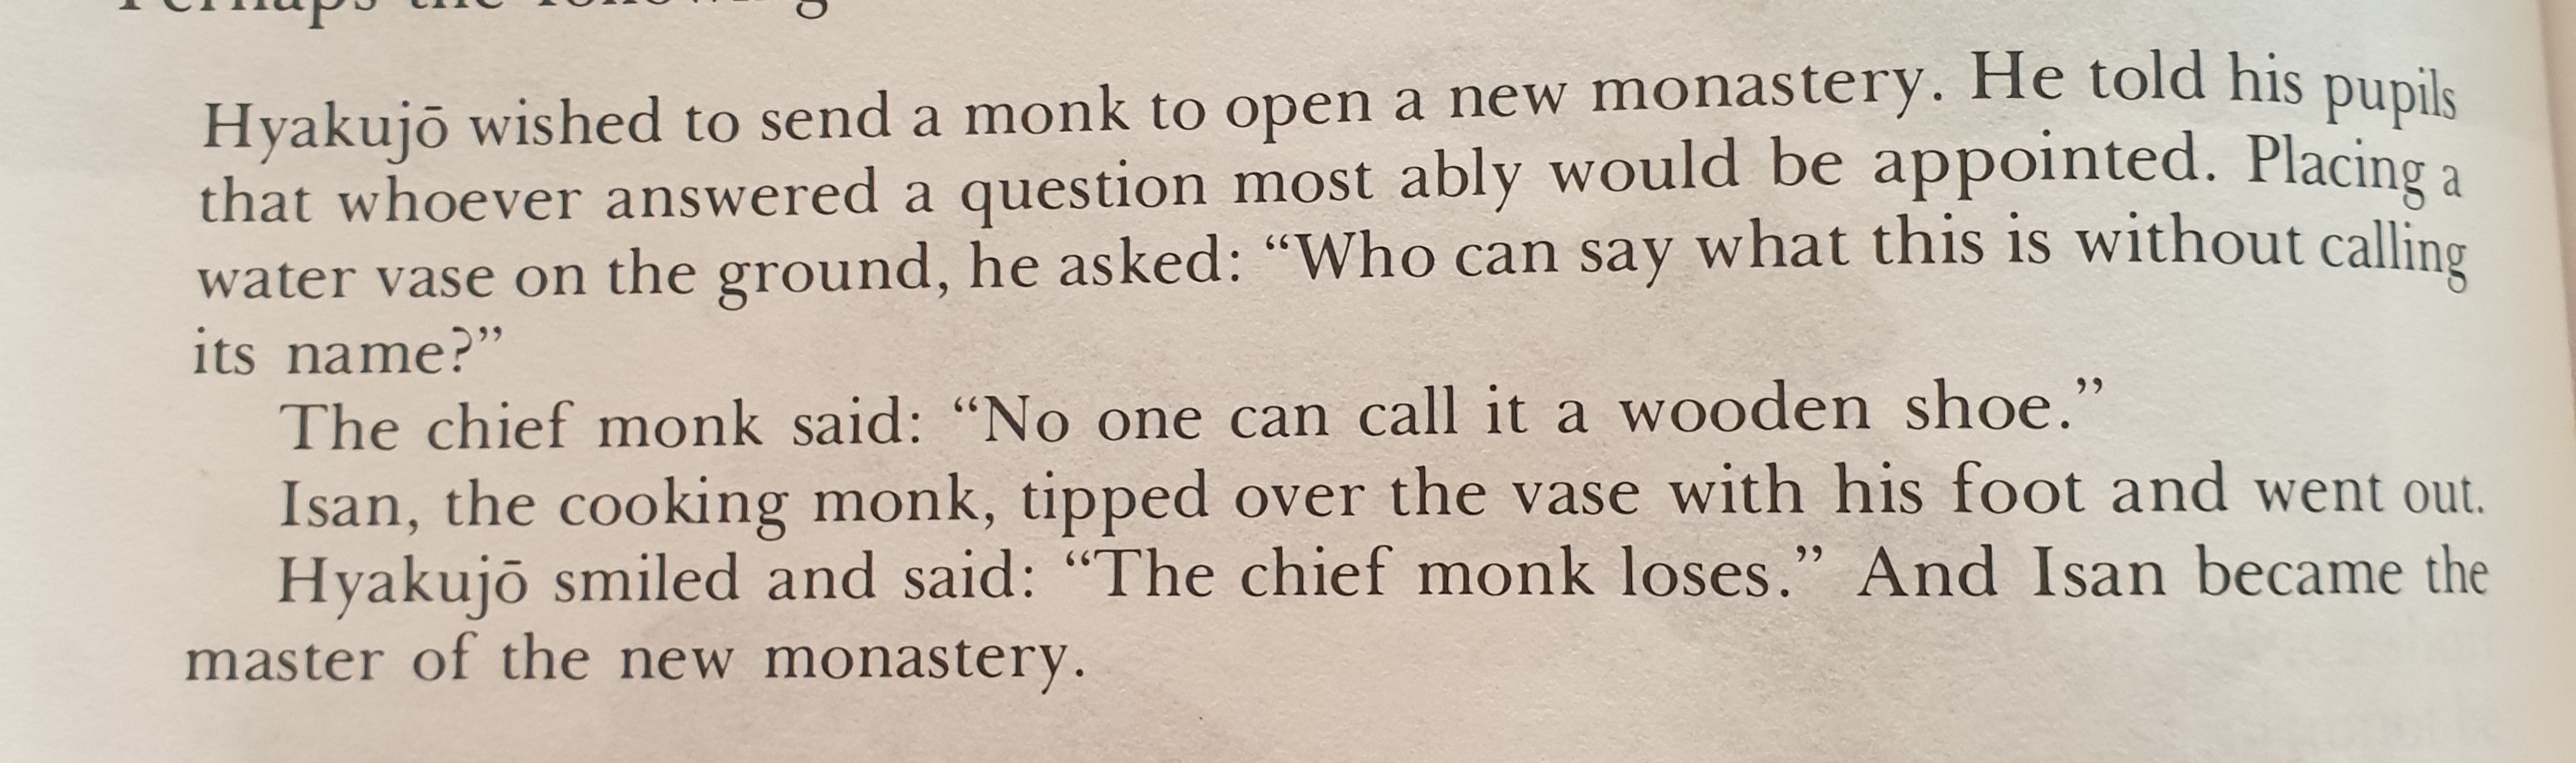 Perhaps the following
Hyakujō wished to send a monk to open a new monastery. He told his pupils
that whoever answered a question most ably would be appointed. Placing a
water vase on the ground, he asked: “Who can say what this is without calling
its name?”
The chief monk said: “No one can call it a wooden shoe.”
Isan, the cooking monk, tipped over the vase with his foot and went out.
Hyakujō smiled and said: “The chief monk loses.” And Isan became the
master of the new monastery.